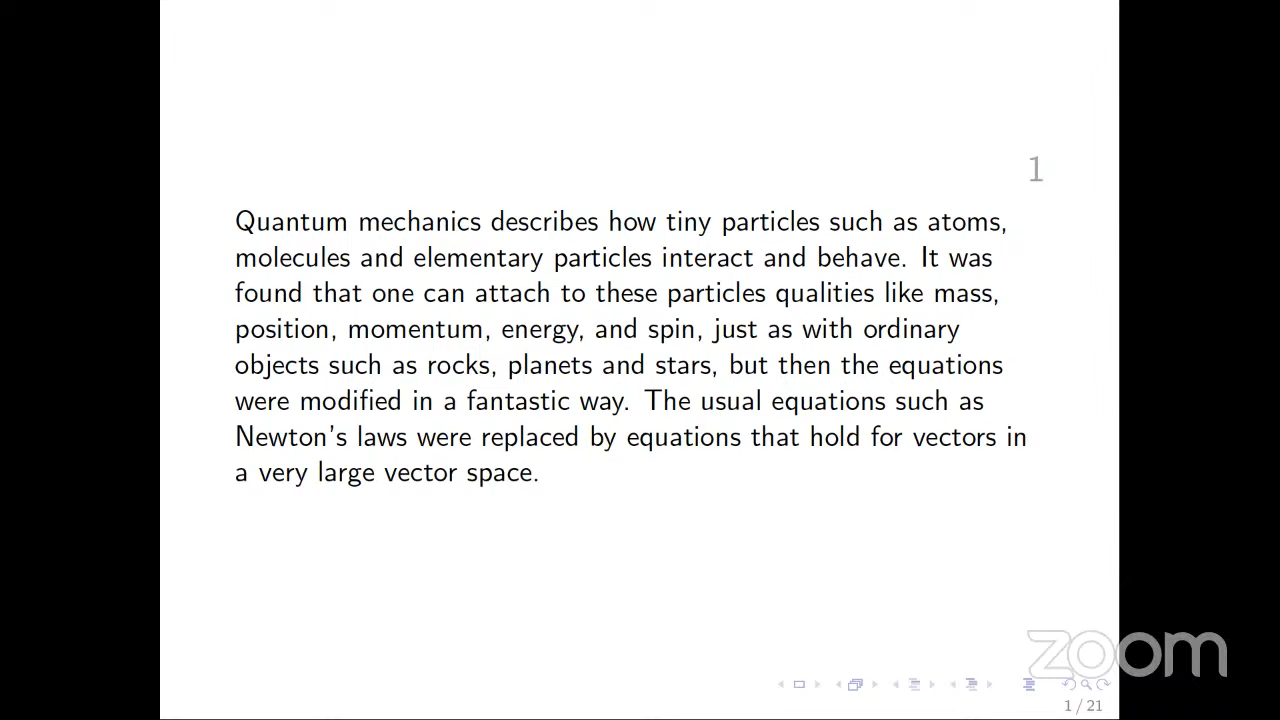 1
Quantum mechanics describes how tiny particles such as atoms,
molecules and elementary particles interact and behave. It was
found that one can attach to these particles qualities like mass,
position, momentum, energy, and spin, just as with ordinary
objects such as rocks, planets and stars, but then the equations
were modified in a fantastic way. The usual equations such as
Newton's laws were replaced by equations that hold for vectors in
a very large vector space.
zoom
1 / 21